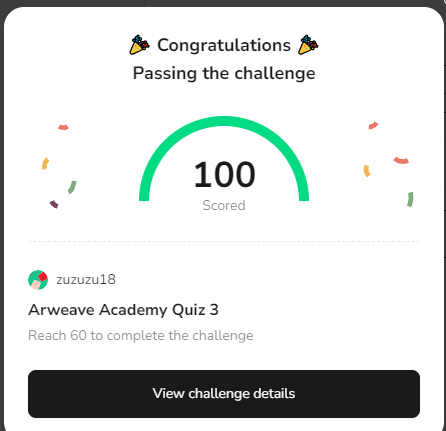 🎉 Congratulations 🎉
Passing the challenge
100
Scored
zuzuzu18
Arweave Academy Quiz 3
Reach 60 to complete the challenge
View challenge details